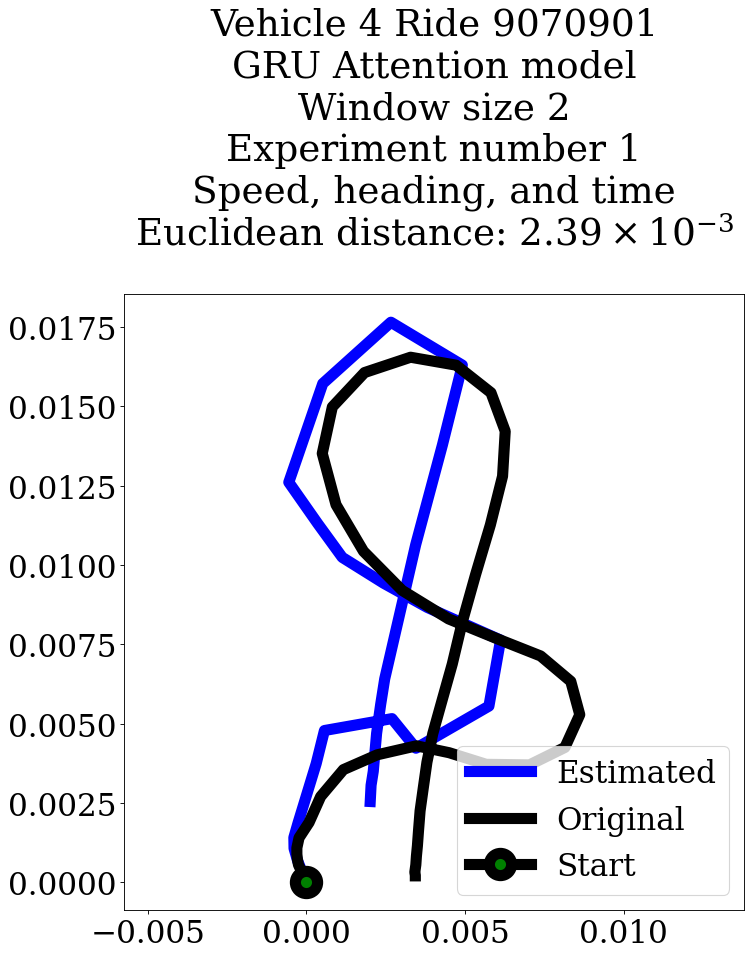 Vehicle 4 Ride 9070901
GRU Attention model
Window size 2
Experiment number 1
Speed, heading, and time
Euclidean distance: 2.39 × 10⁻³
0.0175
0.0150
0.0125
0.0100
0.0075
0.0050
0.0025
0.0000
−0.005 0.000 0.005 0.010
Estimated
Original
Start